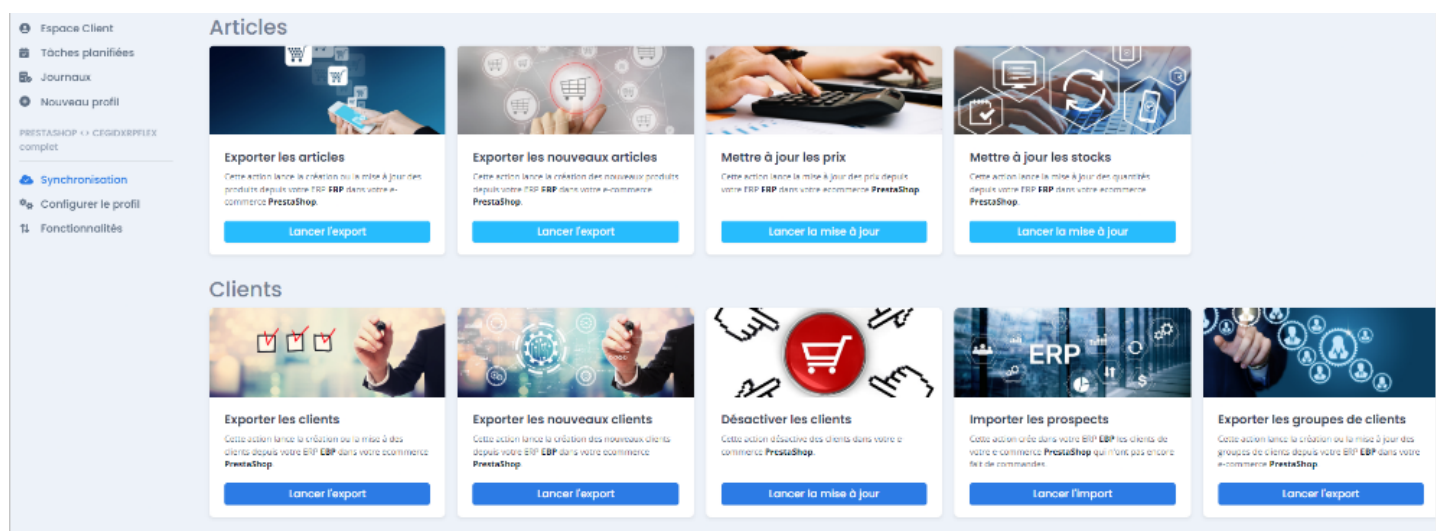 Espace Client
Tâches planifiées
Journaux
Nouveau profil
PRESTASHOP <> CEGIDXRPFLEX
complet
Synchronisation
Configurer le profil
Fonctionnalités
Articles
Exporter les articles
Cette action lance la création ou la mise à jour des
produits depuis votre ERP EBP dans votre e-
commerce PrestaShop.
Lancer l'export
Exporter les nouveaux articles
Cette action lance la création des nouveaux produits
depuis votre ERP EBP dans votre e-commerce
PrestaShop.
Lancer l'export
Mettre à jour les prix
Cette action lance la mise à jour des prix depuis
votre ERP EBP dans votre ecommerce PrestaShop.
Lancer la mise à jour
Mettre à jour les stocks
Cette action lance la mise à jour des quantités
depuis votre ERP EBP dans votre ecommerce
PrestaShop.
Lancer la mise à jour
Clients
Exporter les clients
Cette action lance la création ou la mise à des
clients depuis votre ERP EBP dans votre ecommerce
PrestaShop.
Lancer l'export
Exporter les nouveaux clients
Cette action lance la création des nouveaux clients
depuis votre ERP EBP dans votre ecommerce
PrestaShop.
Lancer l'export
Désactiver les clients
Cette action désactive des clients dans votre e-
commerce PrestaShop.
Lancer la mise à jour
ERP
Importer les prospects
Cette action crée dans votre ERP EBP les clients de
votre e-commerce PrestaShop qui n'ont pas encore
fait de commandes.
Lancer l'import
Exporter les groupes de clients
Cette action lance la création ou la mise à jour des
groupes de clients depuis votre ERP EBP dans votre
e-commerce PrestaShop.
Lancer l'export